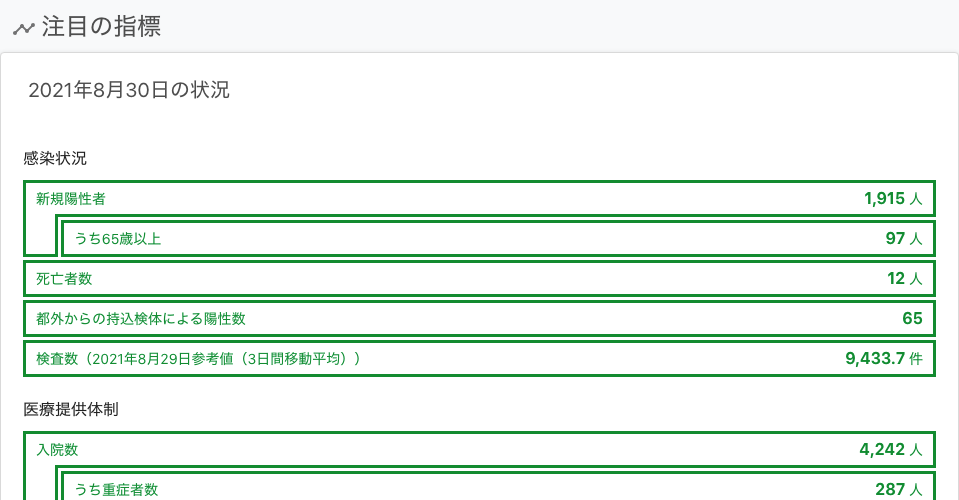 注目の指標
2021年8月30日の状況
感染状況
新規陽性者 1,915 人
うち65歳以上 97 人
死亡者数 12 人
都外からの持込検体による陽性数 65
検査数（2021年8月29日参考値（3日間移動平均）） 9,433.7 件
医療提供体制
入院数 4,242 人
うち重症者数 287 人